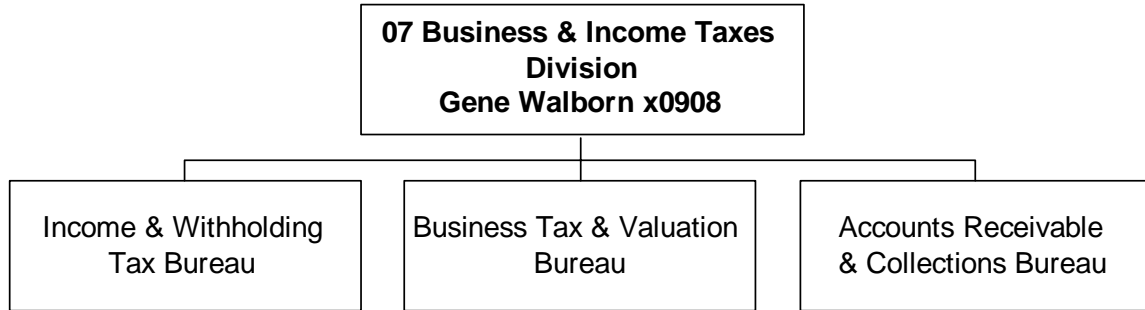 07 Business & Income Taxes
Division
Gene Walborn x0908
Income & Withholding
Tax Bureau
Business Tax & Valuation
Bureau
Accounts Receivable
& Collections Bureau